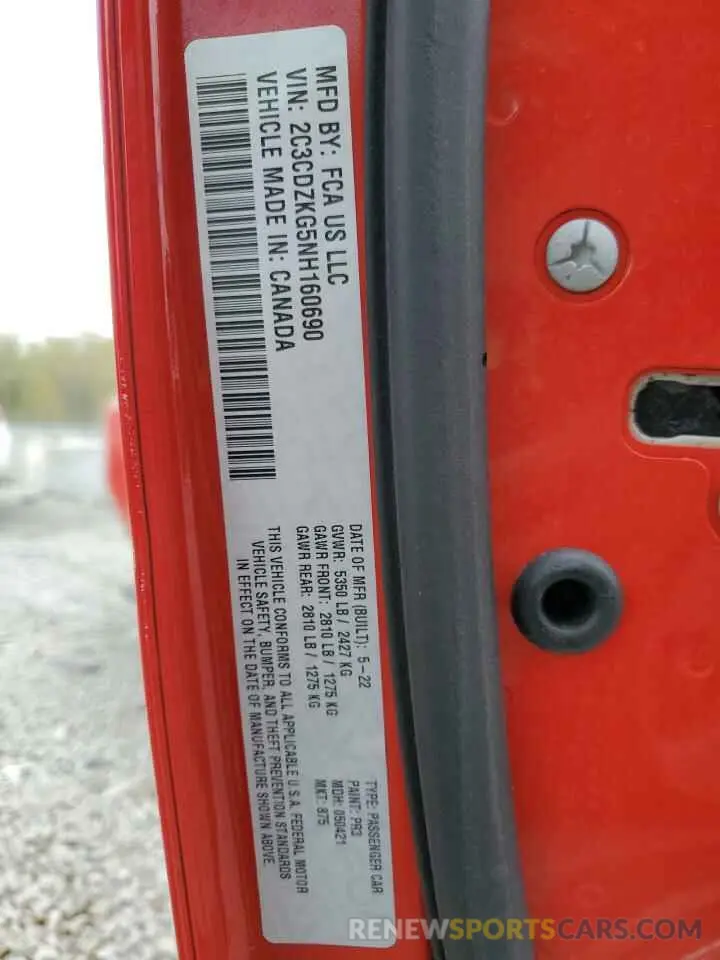 MFD BY: FCA US LLC
VIN: 2C3CDZKG5NH160690
VEHICLE MADE IN: CANADA
DATE OF MFR (BUILT): 5-22
GVWR: 5350 LB / 2427 KG
GAWR FRONT: 2810 LB / 1275 KG
GAWR REAR: 2810 LB / 1275 KG
TYPE: PASSENGER CAR
PAINT: PR3
MDH: 050421
MKT: 875
THIS VEHICLE CONFORMS TO ALL APPLICABLE U.S.A. FEDERAL MOTOR
VEHICLE SAFETY, BUMPER, AND THEFT PREVENTION STANDARDS
IN EFFECT ON THE DATE OF MANUFACTURE SHOWN ABOVE.
RENEWSPORTSCARS.COM